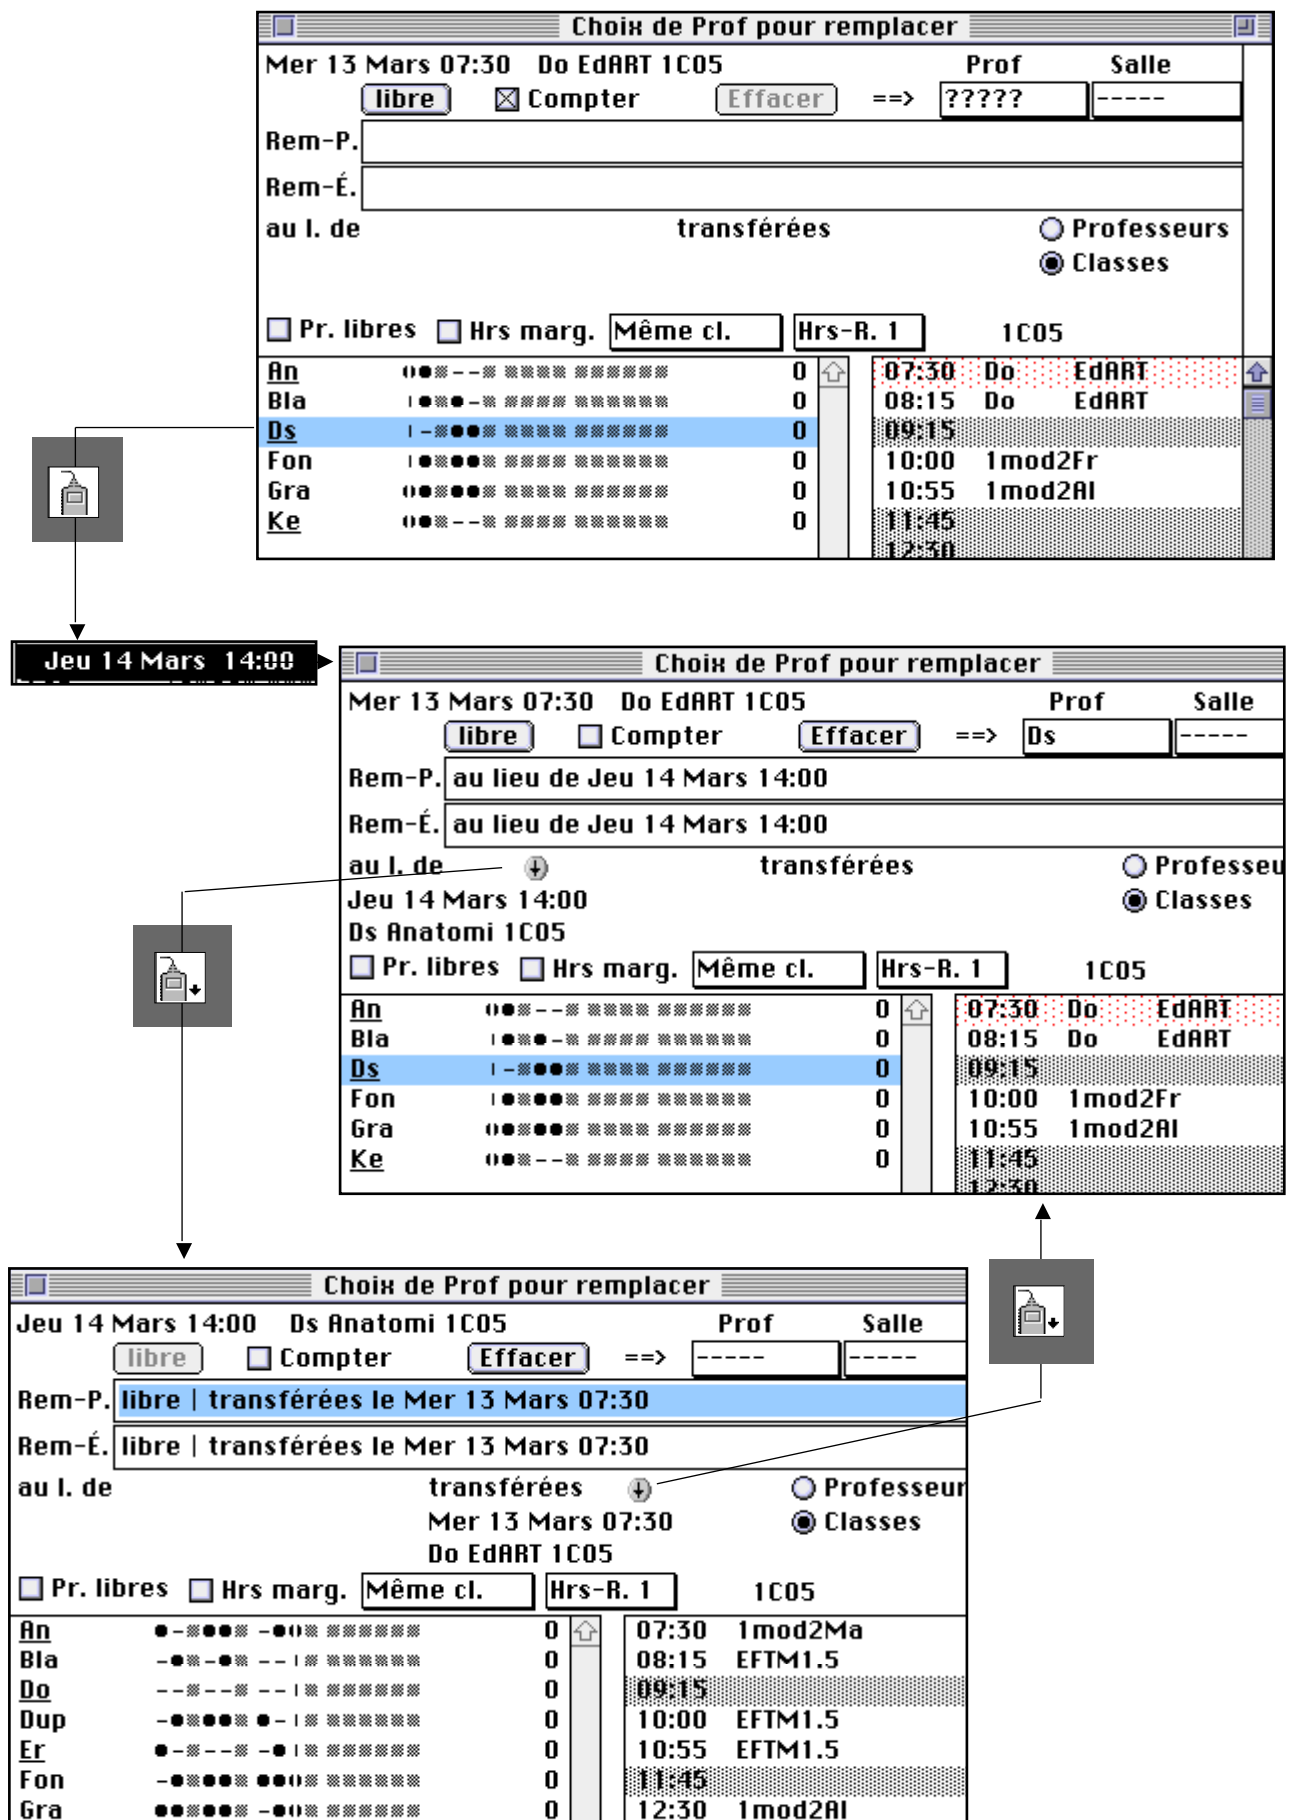 Choix de Prof pour remplacer
Mer 13 Mars 07:30 Do EdART 1C05 Prof Salle
libre Compter Effacer ==> ????? -----
Rem-P.
Rem-É.
au l. de transférées Professeurs
Classes
Pr. libres Hrs marg. Même cl. Hrs-R. 1 1C05
An 0 07:30 Do EdART
Bla 0 08:15 Do EdART
Ds 0 09:15
Fon 0 10:00 1mod2Fr
Gra 0 10:55 1mod2Al
Ke 0 11:45
12:30
Jeu 14 Mars 14:00
Choix de Prof pour remplacer
Mer 13 Mars 07:30 Do EdART 1C05 Prof Salle
libre Compter Effacer ==> Ds -----
Rem-P. au lieu de Jeu 14 Mars 14:00
Rem-É. au lieu de Jeu 14 Mars 14:00
au l. de transférées Professeu
Jeu 14 Mars 14:00 Classes
Ds Anatomi 1C05
Pr. libres Hrs marg. Même cl. Hrs-R. 1 1C05
An 0 07:30 Do EdART
Bla 0 08:15 Do EdART
Ds 0 09:15
Fon 0 10:00 1mod2Fr
Gra 0 10:55 1mod2Al
Ke 0 11:45
12:30
Choix de Prof pour remplacer
Jeu 14 Mars 14:00 Ds Anatomi 1C05 Prof Salle
libre Compter Effacer ==> ----- -----
Rem-P. libre | transférées le Mer 13 Mars 07:30
Rem-É. libre | transférées le Mer 13 Mars 07:30
au l. de transférées Professeur
Mer 13 Mars 07:30 Classes
Do EdART 1C05
Pr. libres Hrs marg. Même cl. Hrs-R. 1 1C05
An 0 07:30 1mod2Ma
Bla 0 08:15 EFTM1.5
Do 0 09:15
Dup 0 10:00 EFTM1.5
Er 0 10:55 EFTM1.5
Fon 0 11:45
Gra 0 12:30 1mod2Al